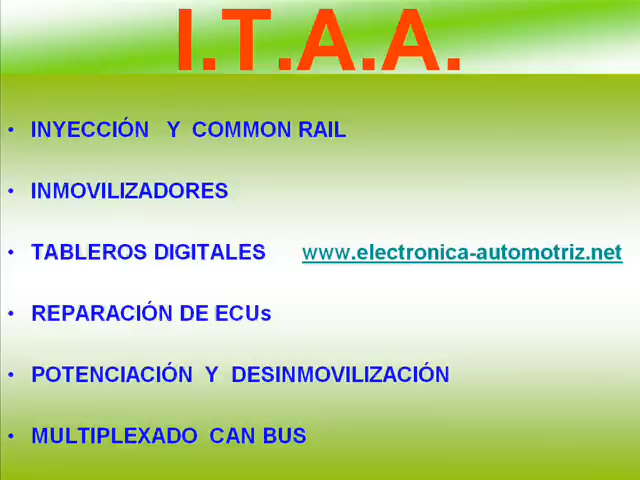 I.T.A.A.
• INYECCIÓN Y COMMON RAIL
• INMOVILIZADORES
• TABLEROS DIGITALES www.electronica-automotriz.net
• REPARACIÓN DE ECUs
• POTENCIACIÓN Y DESINMOVILIZACIÓN
• MULTIPLEXADO CAN BUS